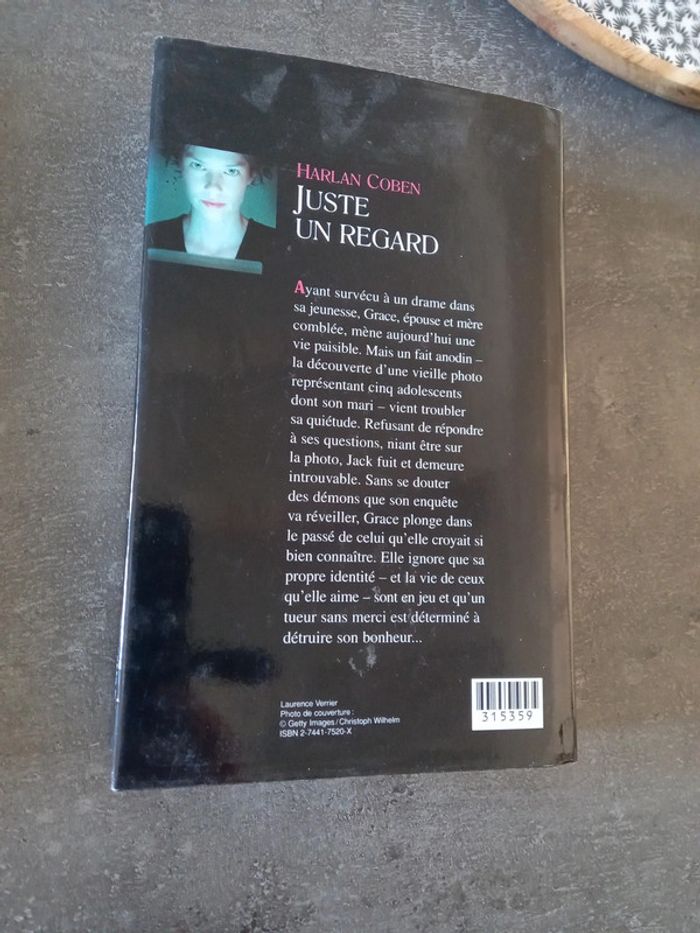 HARLAN COBEN
JUSTE
UN REGARD
Ayant survécu à un drame dans
sa jeunesse, Grace, épouse et mère
comblée, mène aujourd'hui une
vie paisible. Mais un fait anodin –
la découverte d'une vieille photo
représentant cinq adolescents
dont son mari – vient troubler
sa quiétude. Refusant de répondre
à ses questions, niant être sur
la photo, Jack fuit et demeure
introuvable. Sans se douter
des démons que son enquête
va réveiller, Grace plonge dans
le passé de celui qu'elle croyait si
bien connaître. Elle ignore que sa
propre identité – et la vie de ceux
qu'elle aime – sont en jeu et qu'un
tueur sans merci est déterminé à
détruire son bonheur...
Laurence Verrier
Photo de couverture :
© Getty Images / Christoph Wilhelm
ISBN 2-7441-7520-X
315359